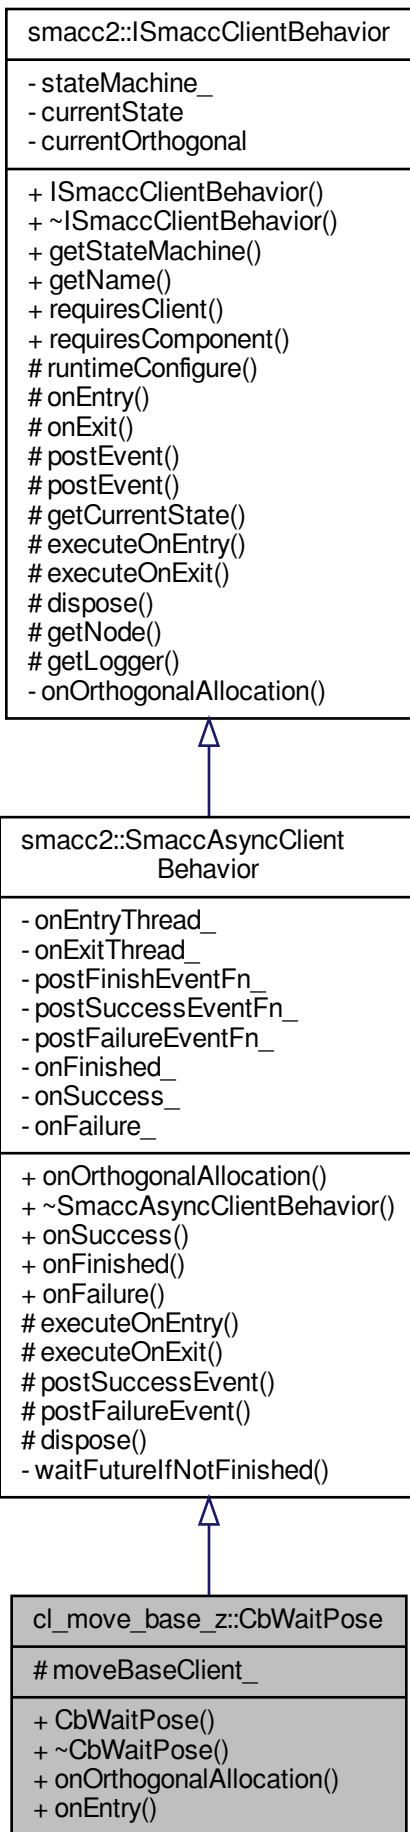 smacc2::ISmaccClientBehavior
- stateMachine_
- currentState
- currentOrthogonal
+ ISmaccClientBehavior()
+ ~ISmaccClientBehavior()
+ getStateMachine()
+ getName()
+ requiresClient()
+ requiresComponent()
# runtimeConfigure()
# onEntry()
# onExit()
# postEvent()
# postEvent()
# getCurrentState()
# executeOnEntry()
# executeOnExit()
# dispose()
# getNode()
# getLogger()
- onOrthogonalAllocation()
smacc2::SmaccAsyncClient
Behavior
- onEntryThread_
- onExitThread_
- postFinishEventFn_
- postSuccessEventFn_
- postFailureEventFn_
- onFinished_
- onSuccess_
- onFailure_
+ onOrthogonalAllocation()
+ ~SmaccAsyncClientBehavior()
+ onSuccess()
+ onFinished()
+ onFailure()
# executeOnEntry()
# executeOnExit()
# postSuccessEvent()
# postFailureEvent()
# dispose()
- waitFutureIfNotFinished()
cl_move_base_z::CbWaitPose
# moveBaseClient_
+ CbWaitPose()
+ ~CbWaitPose()
+ onOrthogonalAllocation()
+ onEntry()